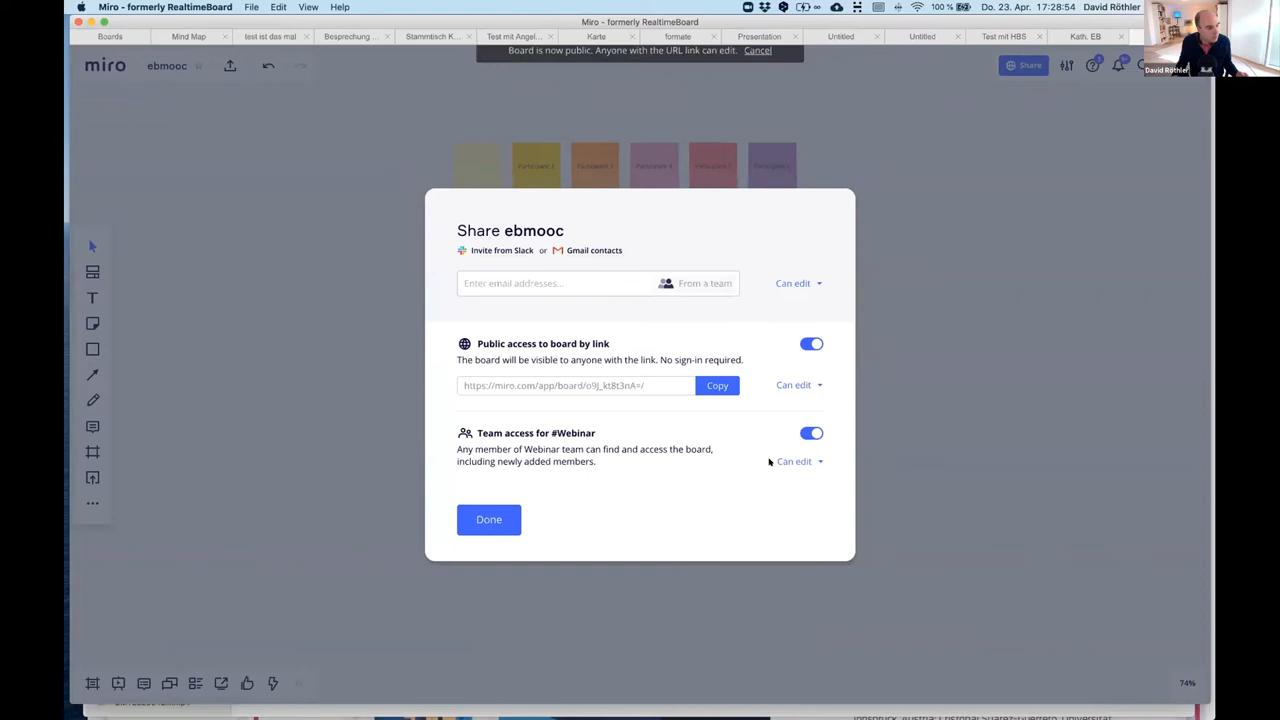 Miro - formerly RealtimeBoard File Edit View Help
100 % Do. 23. Apr. 17:28:54 David Röthler
Miro - formerly RealtimeBoard
Boards Mind Map test ist das mal Besprechung ... Stammtisch K... Test mit Angel... Karte formate Presentation Untitled Untitled Test mit HBS Kath. EB
Board is now public. Anyone with the URL link can edit. Cancel
miro ebmooc Share
David Röthler
Participant 2
Share ebmooc
Invite from Slack or Gmail contacts
Enter email addresses... From a team Can edit
Public access to board by link
The board will be visible to anyone with the link. No sign-in required.
https://miro.com/app/board/o9J_kt8t3nA=/ Copy Can edit
Team access for #Webinar
Any member of Webinar team can find and access the board,
including newly added members.
Can edit
Done
74%